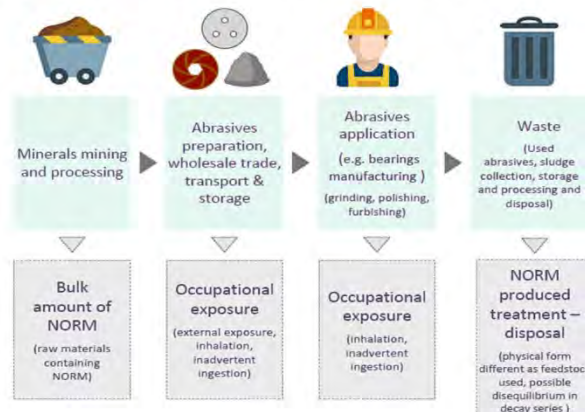 Minerals mining
and processing
Abrasives
preparation,
wholesale trade,
transport &
storage
Abrasives
application
(e.g. bearings
manufacturing )
(grinding, polishing,
furbishing)
Waste
(Used
abrasives, sludge
collection, storage
and processing and
disposal)
Bulk
amount of
NORM
(raw materials
containing
NORM)
Occupational
exposure
(external exposure,
inhalation,
inadvertent
ingestion)
Occupational
exposure
(inhalation,
inadvertent
ingestion)
NORM
produced
treatment –
disposal
(physical form
different as feedstoc
used, possible
disequilibrium in
decay series )